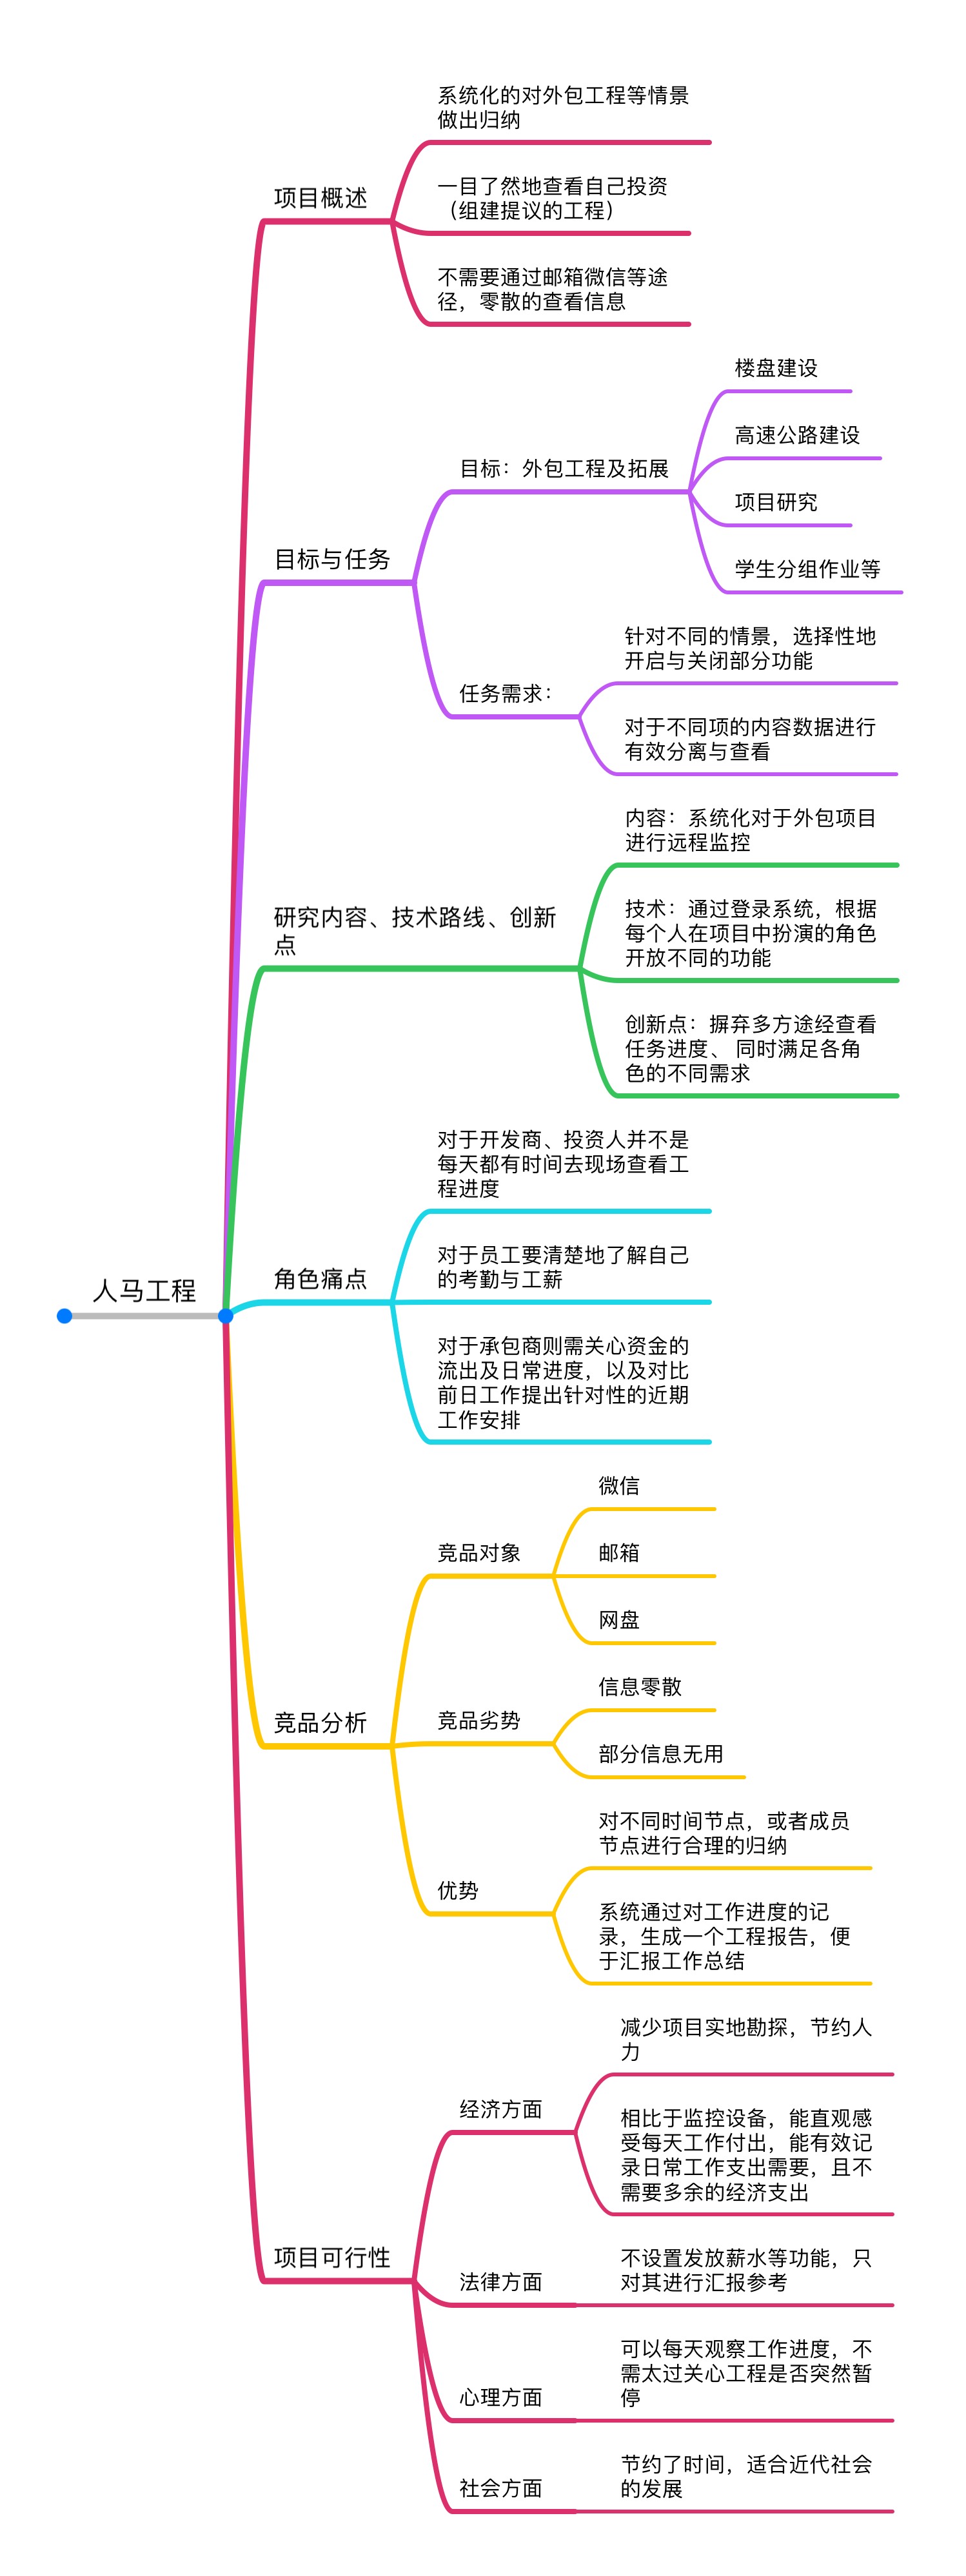 系统化的对外包工程等情景
做出归纳
一目了然地查看自己投资
（组建提议的工程）
项目概述
不需要通过邮箱微信等途
径，零散的查看信息
楼盘建设
高速公路建设
目标：外包工程及拓展
项目研究
学生分组作业等
目标与任务
针对不同的情景，选择性地
开启与关闭部分功能
任务需求：
对于不同项的内容数据进行
有效分离与查看
内容：系统化对于外包项目
进行远程监控
研究内容、技术路线、创新
点
技术：通过登录系统，根据
每个人在项目中扮演的角色
开放不同的功能
创新点：摒弃多方途经查看
任务进度、 同时满足各角
色的不同需求
对于开发商、投资人并不是
每天都有时间去现场查看工
程进度
人马工程
角色痛点
对于员工要清楚地了解自己
的考勤与工薪
对于承包商则需关心资金的
流出及日常进度，以及对比
前日工作提出针对性的近期
工作安排
微信
竞品对象
邮箱
网盘
竞品分析
信息零散
竞品劣势
部分信息无用
对不同时间节点，或者成员
节点进行合理的归纳
优势
系统通过对工作进度的记
录，生成一个工程报告，便
于汇报工作总结
减少项目实地勘探，节约人
力
经济方面
相比于监控设备，能直观感
受每天工作付出，能有效记
录日常工作支出需要，且不
需要多余的经济支出
项目可行性
法律方面
不设置发放薪水等功能，只
对其进行汇报参考
心理方面
可以每天观察工作进度，不
需太过关心工程是否突然暂
停
社会方面
节约了时间，适合近代社会
的发展